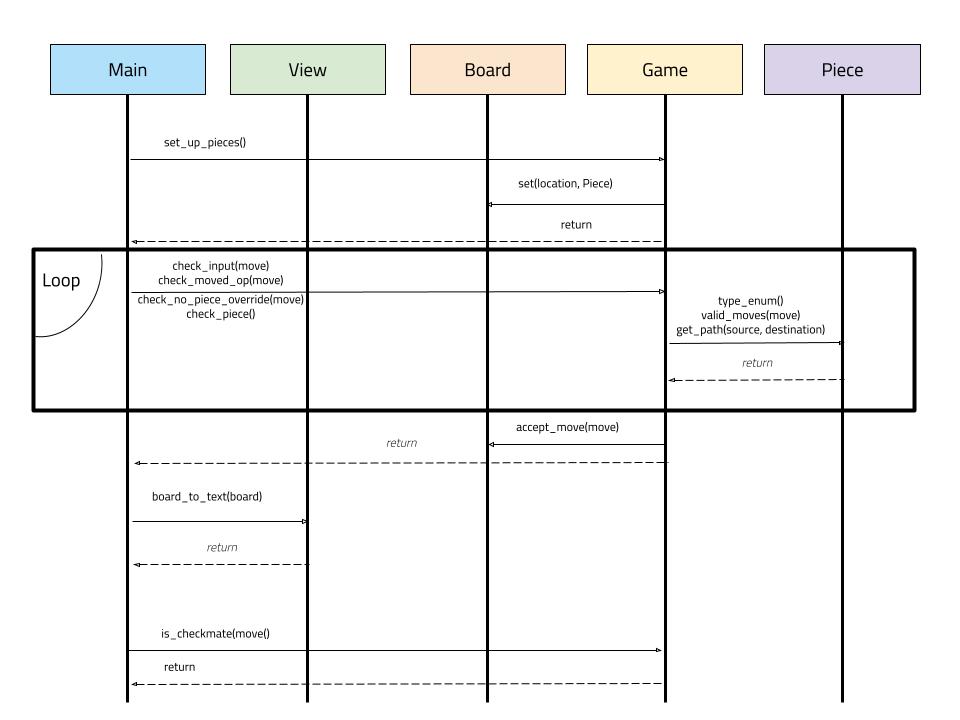 Main
View
Board
Game
Piece
set_up_pieces()
set(location, Piece)
return
Loop
check_input(move)
check_moved_op(move)
check_no_piece_override(move)
check_piece()
type_enum()
valid_moves(move)
get_path(source, destination)
return
accept_move(move)
return
board_to_text(board)
return
is_checkmate(move()
return